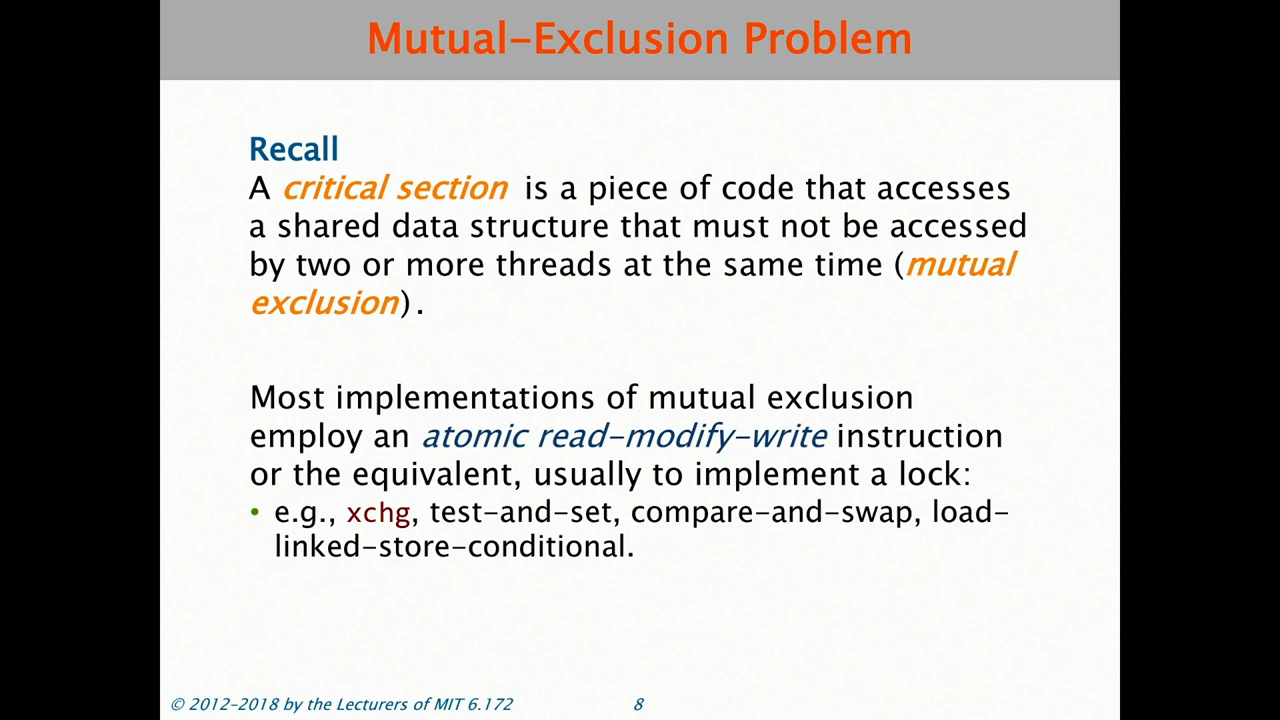 Mutual-Exclusion Problem
Recall
A critical section is a piece of code that accesses
a shared data structure that must not be accessed
by two or more threads at the same time (mutual
exclusion).
Most implementations of mutual exclusion
employ an atomic read-modify-write instruction
or the equivalent, usually to implement a lock:
• e.g., xchg, test-and-set, compare-and-swap, load-
linked-store-conditional.
© 2012–2018 by the Lecturers of MIT 6.172
8